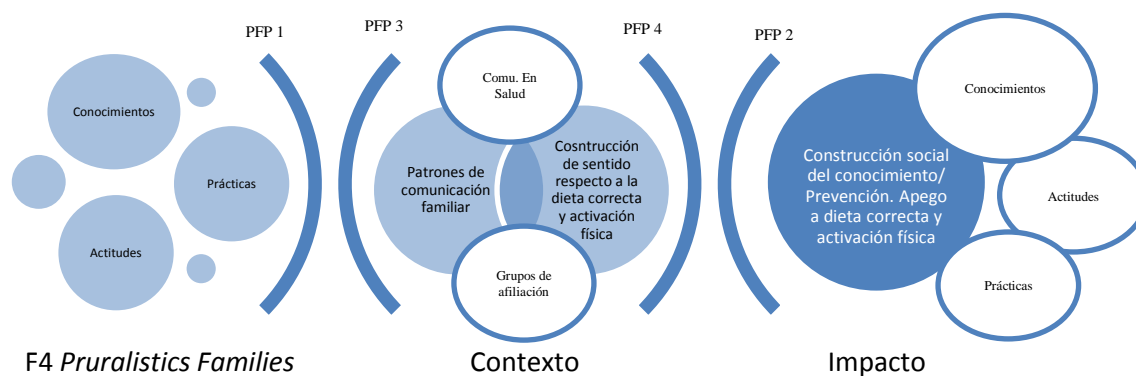 PFP 1
PFP 3
PFP 4
PFP 2
Conocimientos
Prácticas
Actitudes
Comu. En
Salud
Patrones de
comunicación
familiar
Cosntrucción
de sentido
respecto a la
dieta correcta
y activación
física
Grupos de
afiliación
Conocimientos
Construcción social
del conocimiento/
Prevención. Apego
a dieta correcta y
activación física
Actitudes
Prácticas
F4 Pruralistics Families
Contexto
Impacto